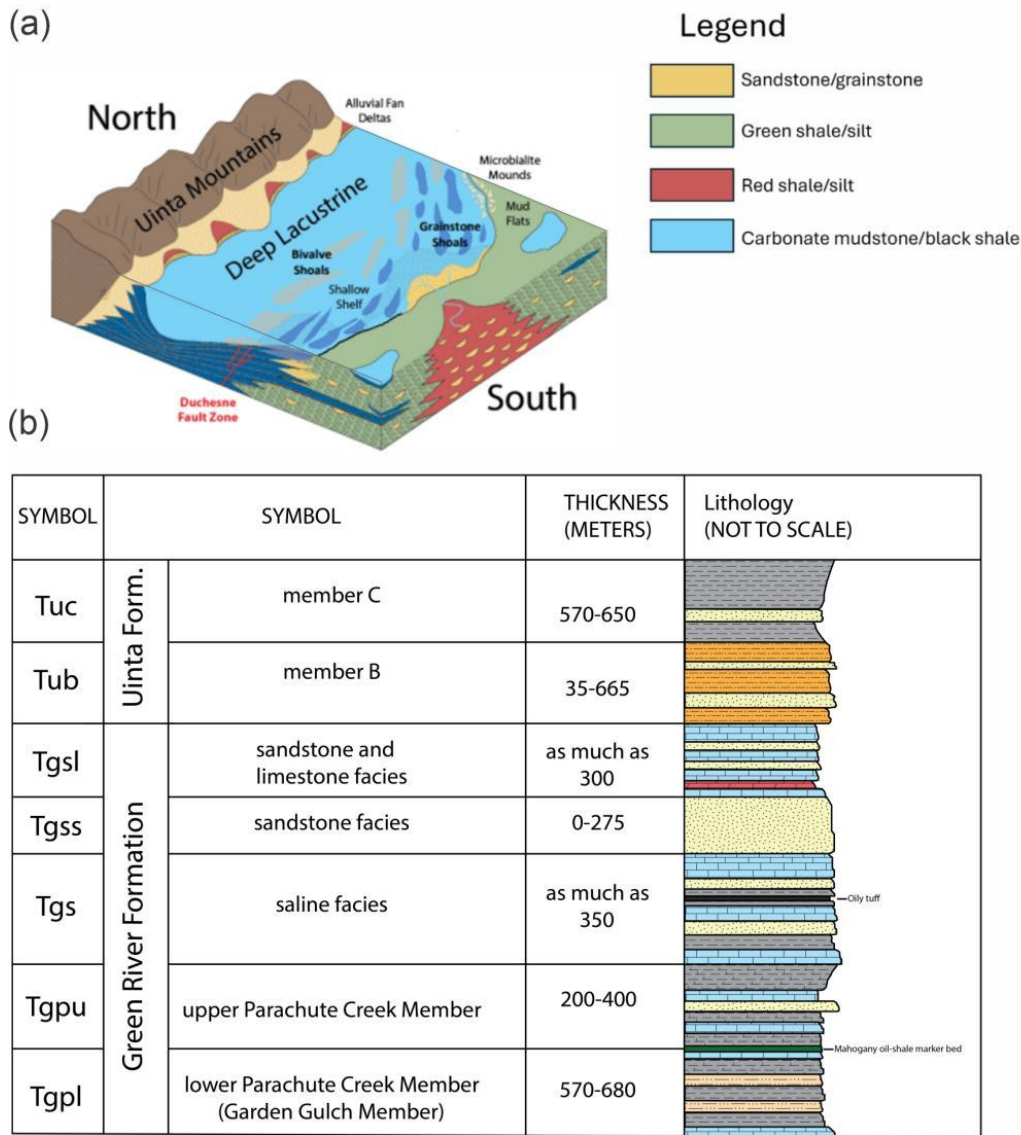 (a)
Legend
Sandstone/grainstone
Green shale/silt
Red shale/silt
Carbonate mudstone/black shale
North
Uinta Mountains
Alluvial Fan
Deltas
Microbialite
Mounds
Mud
Flats
Deep Lacustrine
Grainstone
Shoals
Bivalve
Shoals
Shallow
Shelf
South
Duchesne
Fault Zone
(b)
SYMBOL
SYMBOL
THICKNESS
(METERS)
Lithology
(NOT TO SCALE)
Uinta Form.
Tuc
member C
570-650
Tub
member B
35-665
Green River Formation
Tgsl
sandstone and
limestone facies
as much as
300
Tgss
sandstone facies
0-275
Tgs
saline facies
as much as
350
Oily tuff
Tgpu
upper Parachute Creek Member
200-400
Mahogany oil-shale marker bed
Tgpl
lower Parachute Creek Member
(Garden Gulch Member)
570-680